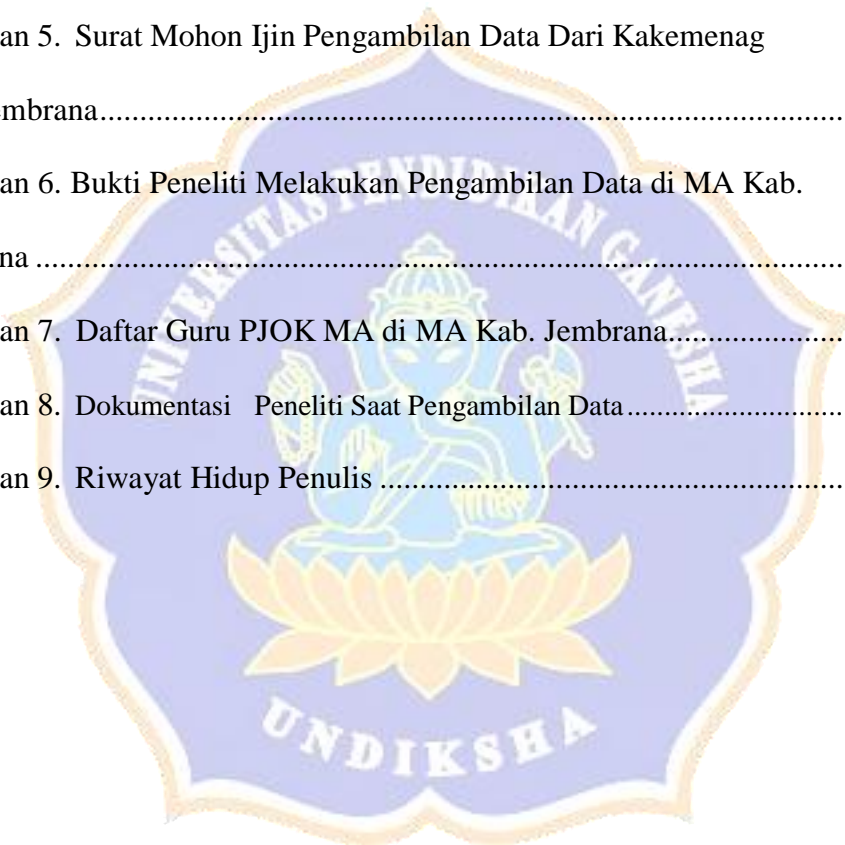 an 5. Surat Mohon Ijin Pengambilan Data Dari Kakemenag
embrana...............................................................................................
an 6. Bukti Peneliti Melakukan Pengambilan Data di MA Kab.
na .......................................................................................................
an 7. Daftar Guru PJOK MA di MA Kab. Jembrana......................
an 8. Dokumentasi Peneliti Saat Pengambilan Data............................
an 9. Riwayat Hidup Penulis ..........................................................
UNIVERSITAS PENDIDIKAN GANESHA
UNDIKSHA